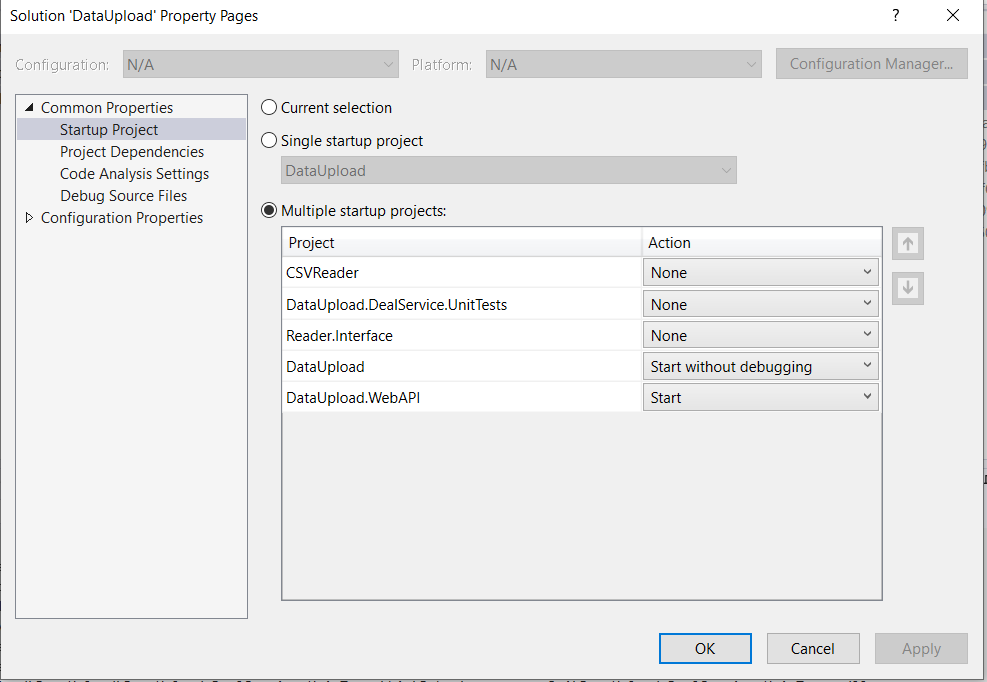 Solution 'DataUpload' Property Pages
Configuration: N/A Platform: N/A Configuration Manager...
Common Properties
Startup Project
Project Dependencies
Code Analysis Settings
Debug Source Files
Configuration Properties
Current selection
Single startup project
DataUpload
Multiple startup projects:
Project Action
CSVReader None
DataUpload.DealService.UnitTests None
Reader.Interface None
DataUpload Start without debugging
DataUpload.WebAPI Start
OK Cancel Apply